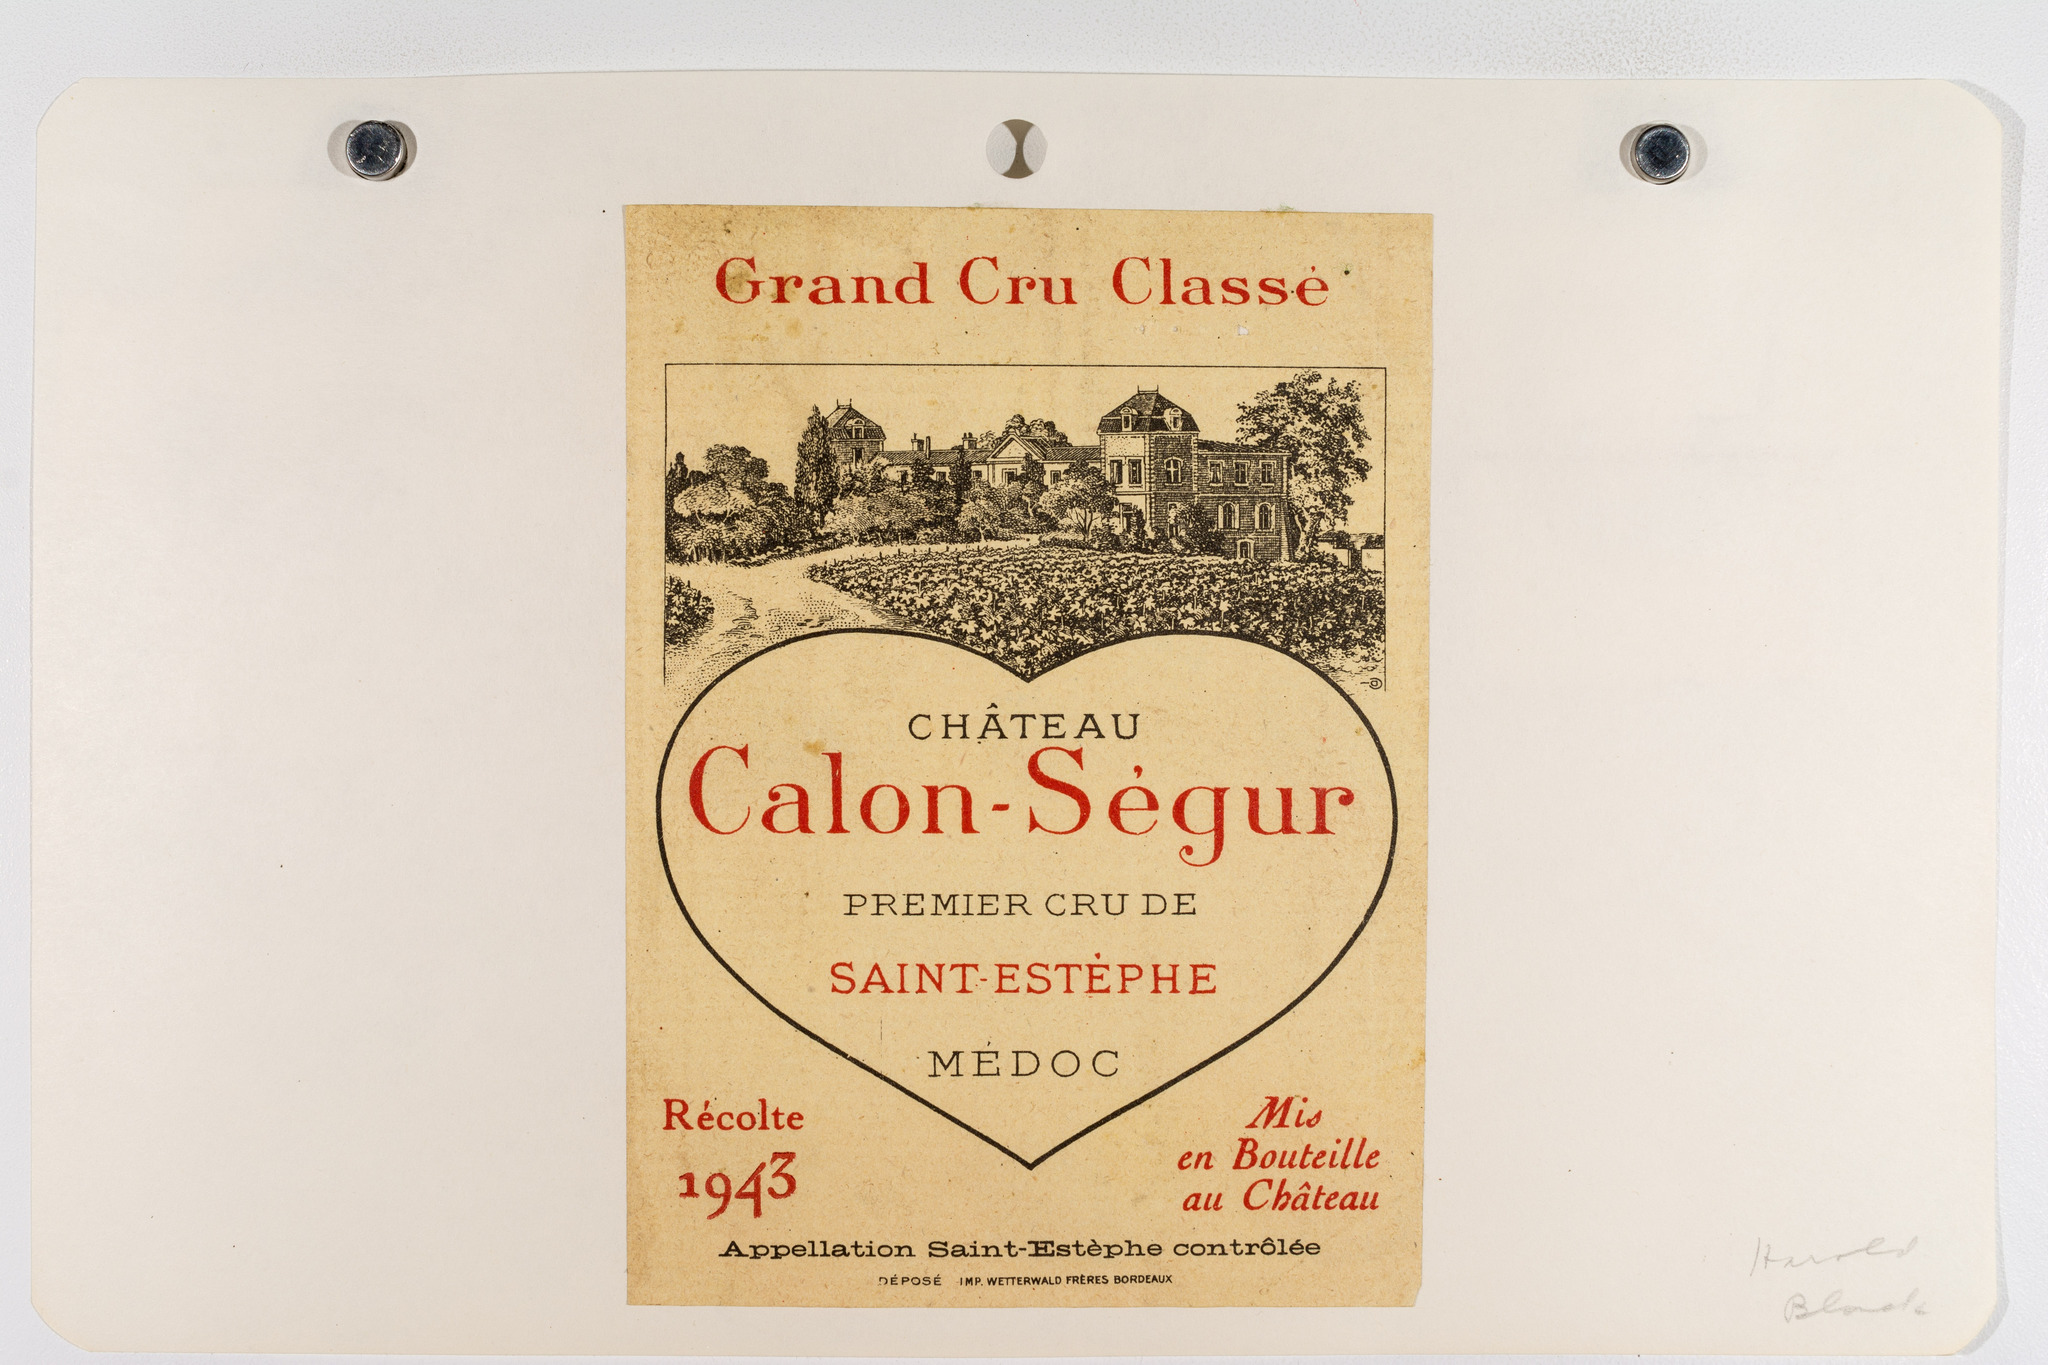 Grand Cru Classé
CHÂTEAU
Calon-Ségur
PREMIER CRU DE
SAINT-ESTÈPHE
MÉDOC
Récolte
1943
Mis
en Bouteille
au Château
Appellation Saint-Estèphe contrôlée
DÉPOSÉ IMP. WETTERWALD FRÈRES BORDEAUX
Harold